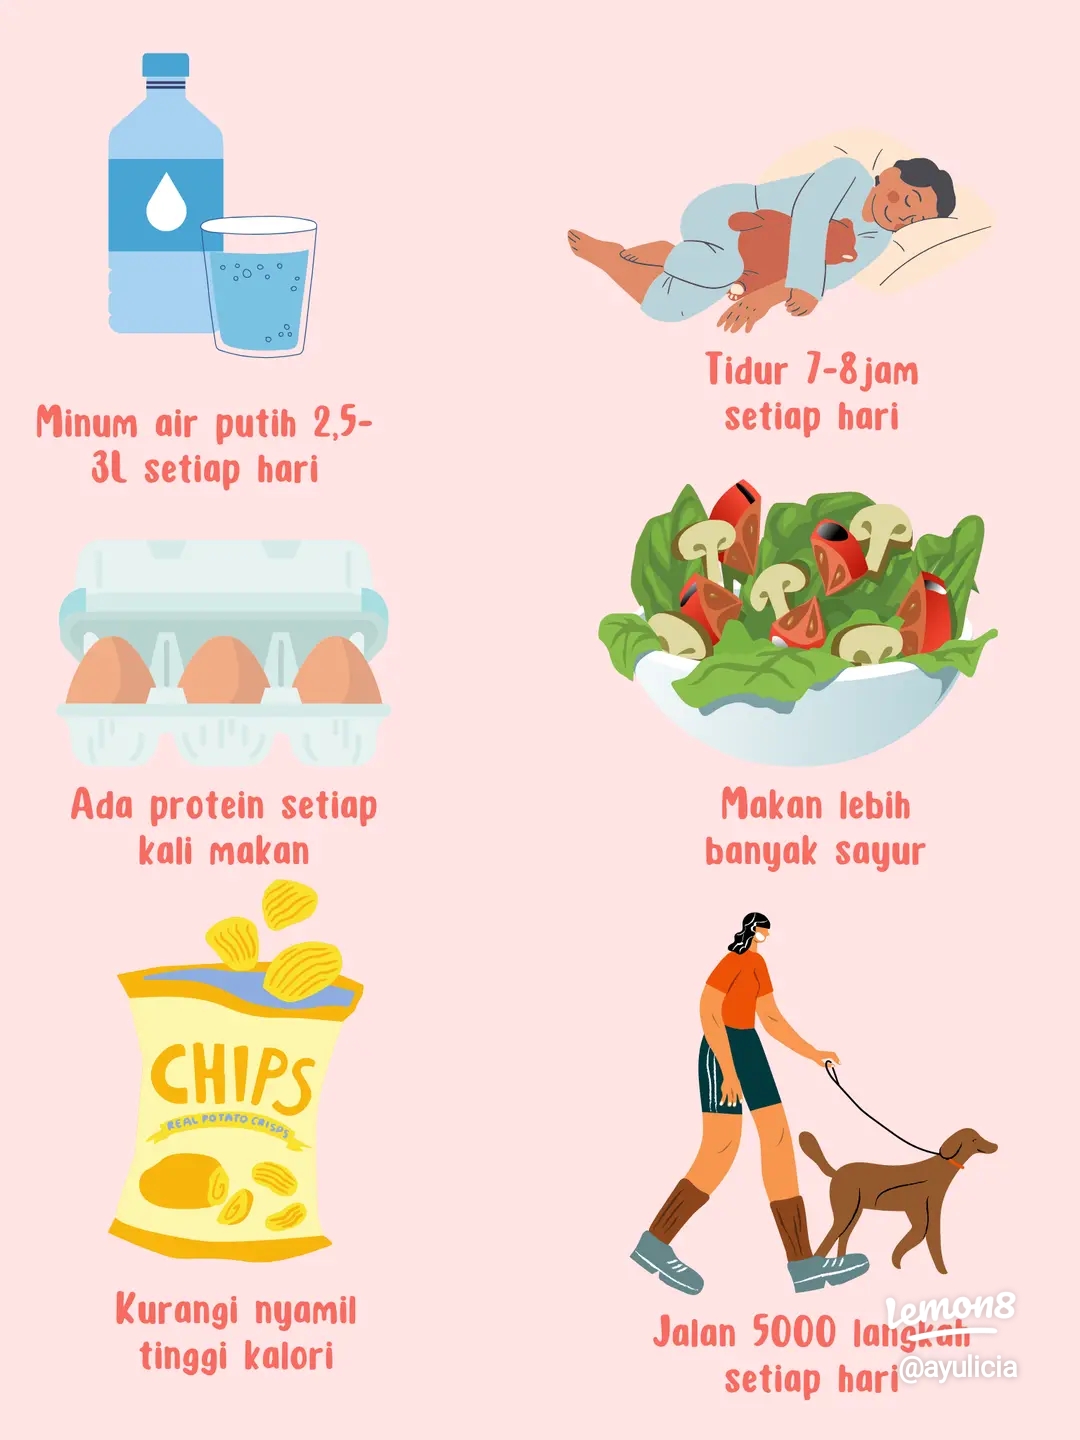 Minum air putih 2,5-
3L setiap hari
Tidur 7-8jam
setiap hari
Ada protein setiap
kali makan
Makan lebih
banyak sayur
CHIPS
REAL POTATO CRISPS
Kurangi nyamil
tinggi kalori
Jalan 5000 langkah
setiap hari
Lemon8
@ayulicia